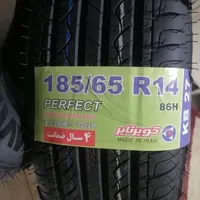 185/65 R14
86H
PERFECT
۴ سال ضمانت
کویرتایر
MADE IN IRAN
KB 27